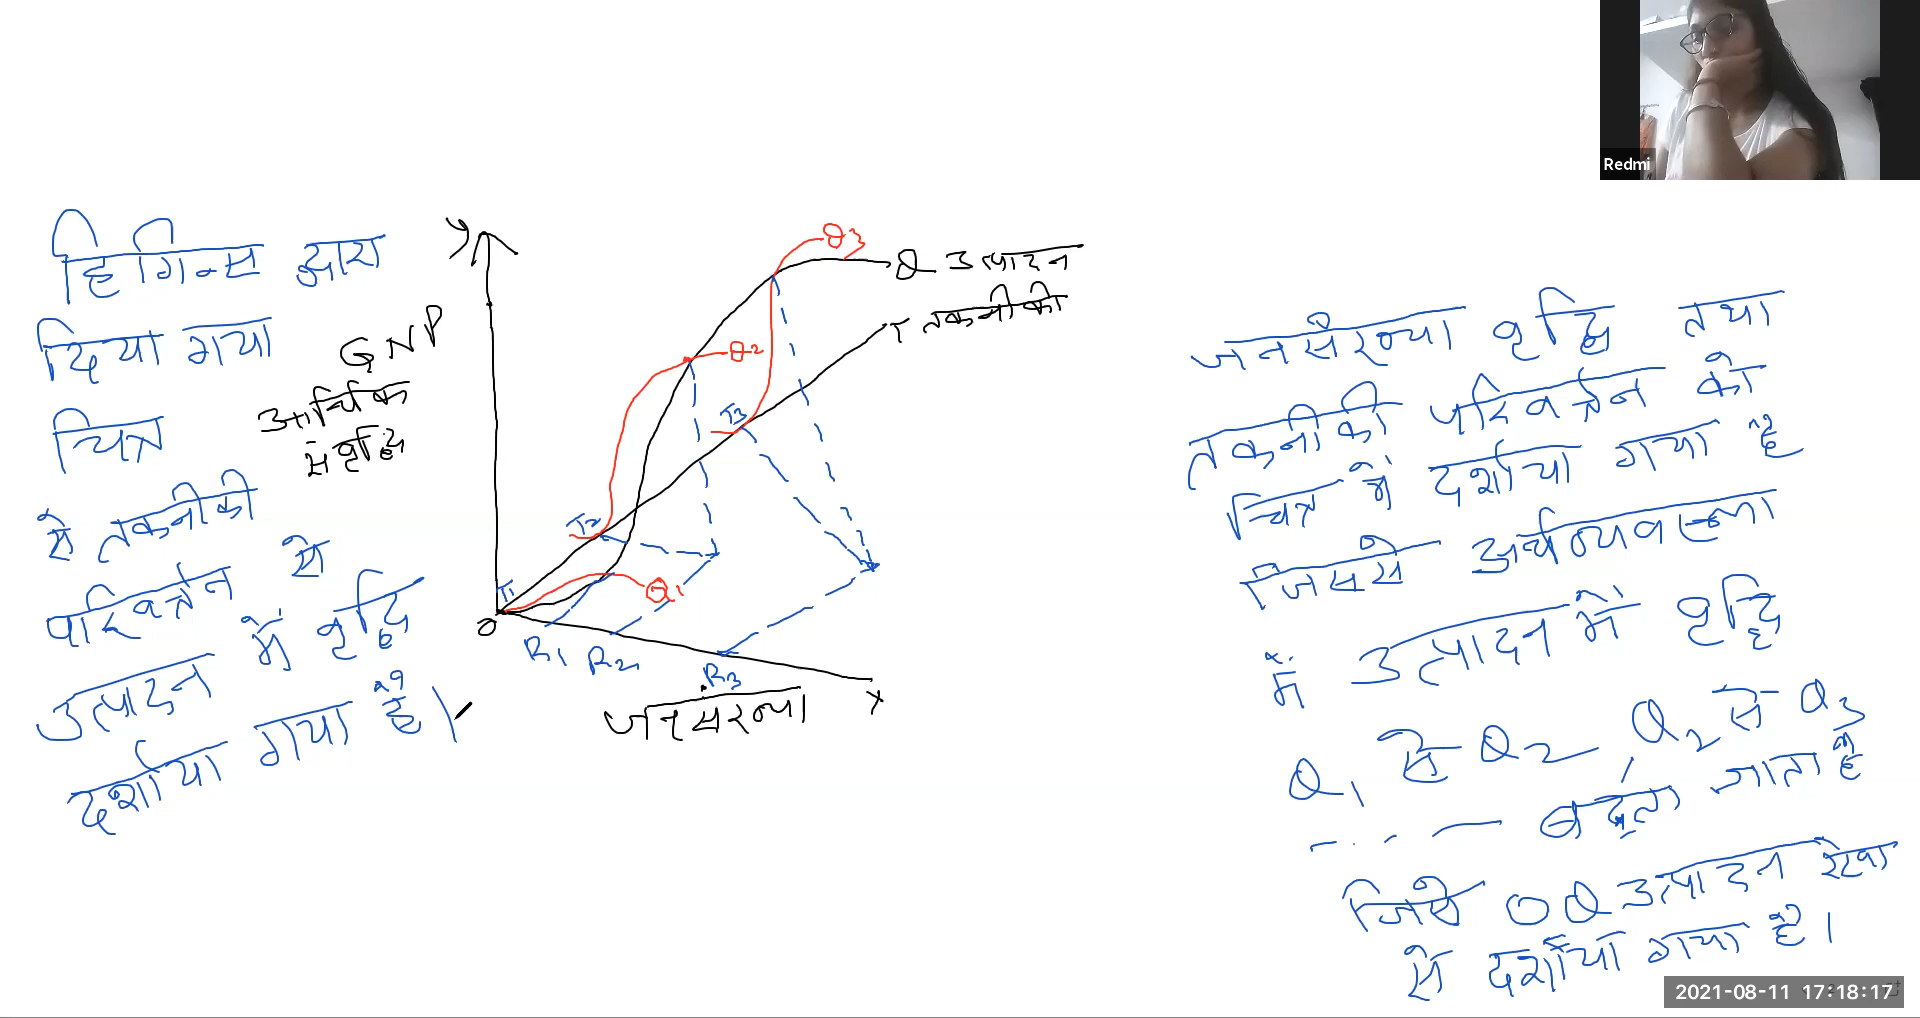 Redmi
हिगिन्स द्वारा
दिया गया
चित्र
से तकनीकी
परिवर्तन से
उत्पादन में वृद्धि
दर्शाया गया है।
GNP
आर्थिक
संवृद्धि
y
Q3
Q उत्पादन
T तकनीकी
Q2
T3
T2
T1
Q1
O
R1 R2 R3
जनसंख्या
X
जनसंख्या वृद्धि तथा
तकनीकी परिवर्तन को
चित्र में दर्शाया गया है
जिससे अर्थव्यवस्था
में उत्पादन में वृद्धि
Q1 से Q2, Q2 से Q3
---- बढ़ता जाता है
जिसे OQ उत्पादन रेखा
से दर्शाया गया है।
2021-08-11 17:18:17